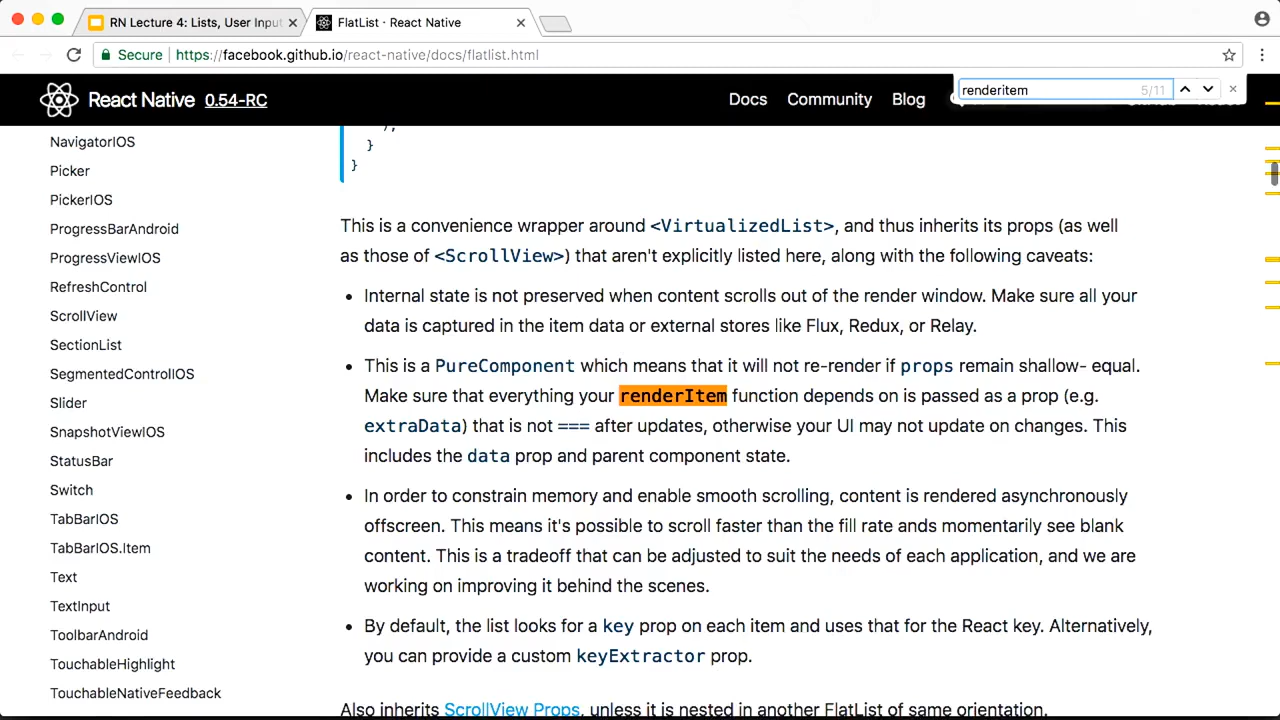 RN Lecture 4: Lists, User Input
FlatList · React Native
Secure https://facebook.github.io/react-native/docs/flatlist.html
renderitem 5/11
React Native 0.54-RC Docs Community Blog
NavigatorIOS
Picker
PickerIOS
ProgressBarAndroid
ProgressViewIOS
RefreshControl
ScrollView
SectionList
SegmentedControlIOS
Slider
SnapshotViewIOS
StatusBar
Switch
TabBarIOS
TabBarIOS.Item
Text
TextInput
ToolbarAndroid
TouchableHighlight
TouchableNativeFeedback
);
}
}
This is a convenience wrapper around <VirtualizedList>, and thus inherits its props (as well
as those of <ScrollView>) that aren't explicitly listed here, along with the following caveats:
• Internal state is not preserved when content scrolls out of the render window. Make sure all your
data is captured in the item data or external stores like Flux, Redux, or Relay.
• This is a PureComponent which means that it will not re-render if props remain shallow- equal.
Make sure that everything your renderItem function depends on is passed as a prop (e.g.
extraData) that is not === after updates, otherwise your UI may not update on changes. This
includes the data prop and parent component state.
• In order to constrain memory and enable smooth scrolling, content is rendered asynchronously
offscreen. This means it's possible to scroll faster than the fill rate ands momentarily see blank
content. This is a tradeoff that can be adjusted to suit the needs of each application, and we are
working on improving it behind the scenes.
• By default, the list looks for a key prop on each item and uses that for the React key. Alternatively,
you can provide a custom keyExtractor prop.
Also inherits ScrollView Props, unless it is nested in another FlatList of same orientation.